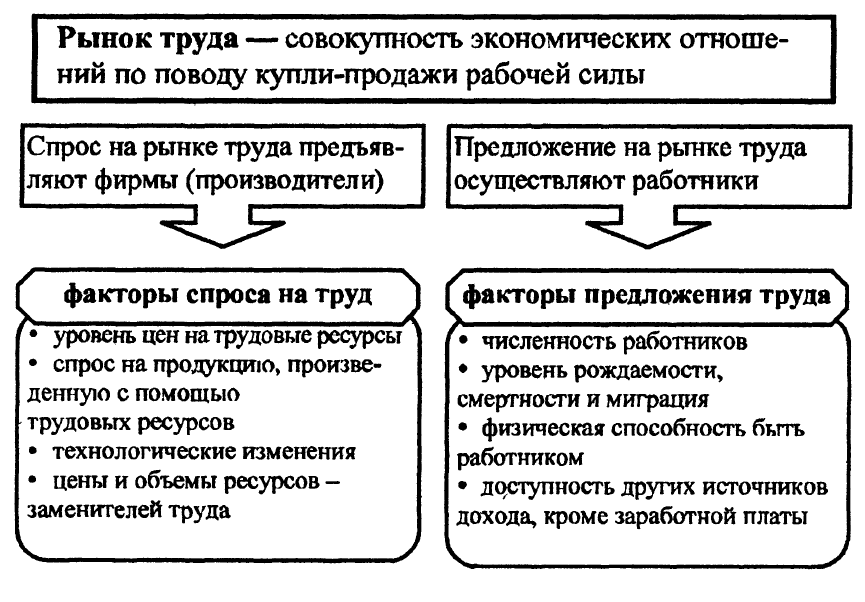 Рынок труда — совокупность экономических отноше-
ний по поводу купли-продажи рабочей силы
Спрос на рынке труда предъяв-
ляют фирмы (производители)
Предложение на рынке труда
осуществляют работники
факторы спроса на труд
• уровень цен на трудовые ресурсы
• спрос на продукцию, произве-
денную с помощью
трудовых ресурсов
• технологические изменения
• цены и объемы ресурсов –
заменителей труда
факторы предложения труда
• численность работников
• уровень рождаемости,
смертности и миграция
• физическая способность быть
работником
• доступность других источников
дохода, кроме заработной платы